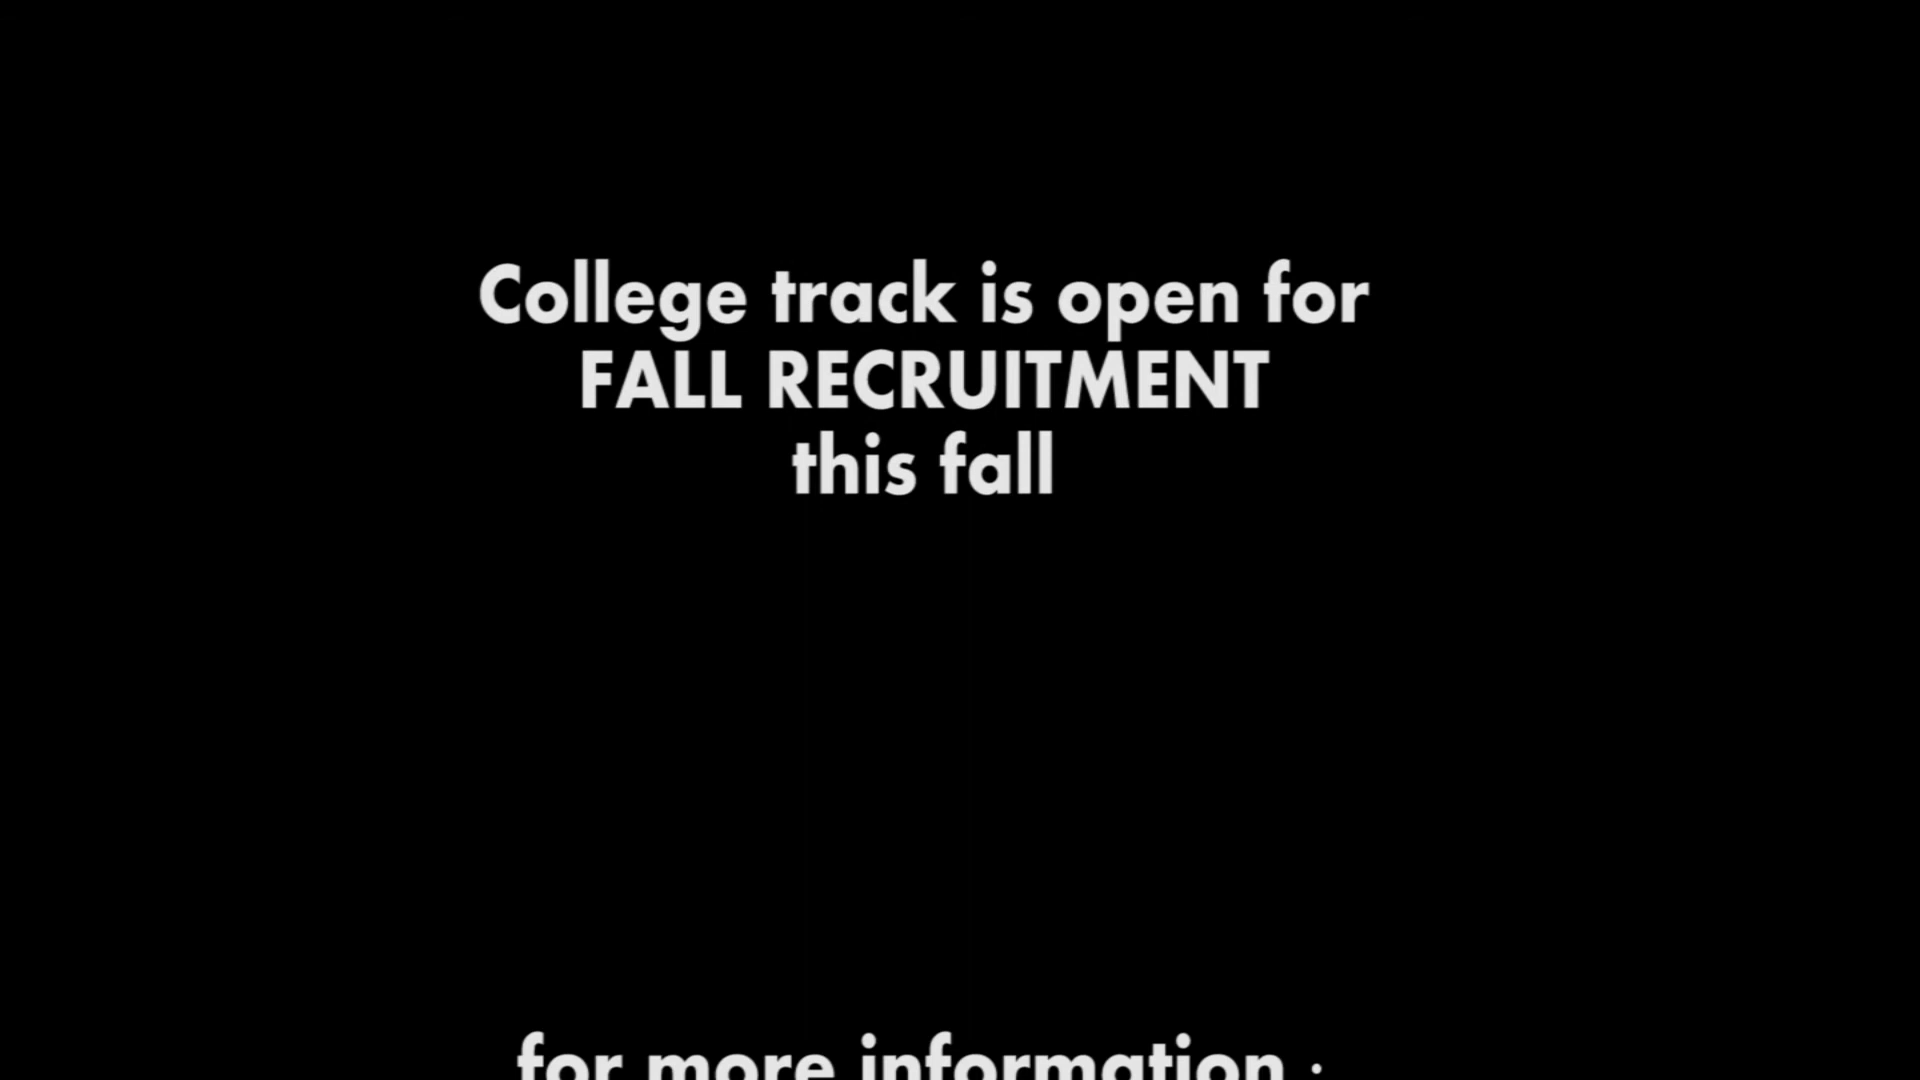 College track is open for
FALL RECRUITMENT
this fall
for more information :